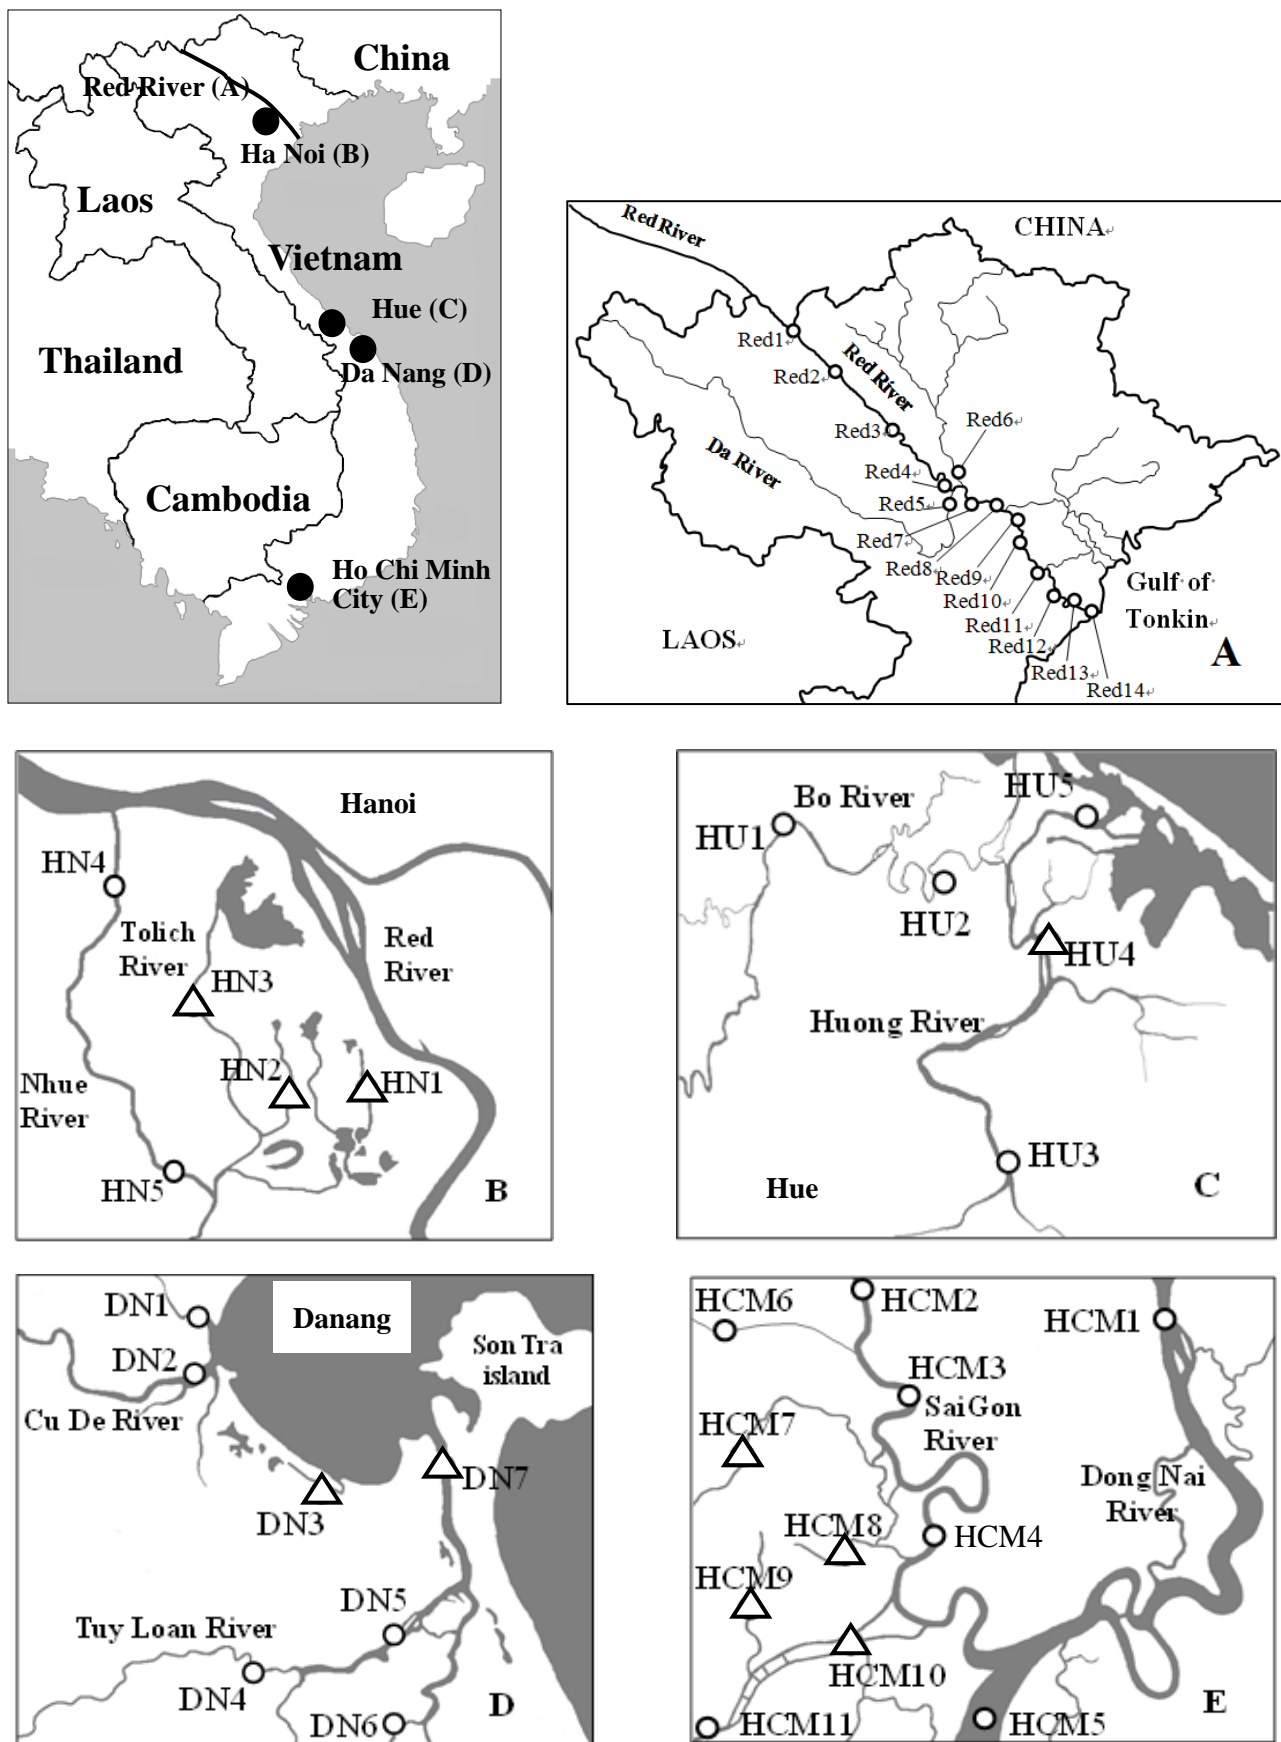 China
Red River (A)
Ha Noi (B)
Laos
Vietnam
Hue (C)
Thailand
Da Nang (D)
Cambodia
Ho Chi Minh
City (E)
Red River
CHINA
Red1
Red2
Red River
Red3
Red6
Da River
Red4
Red5
Red7
Red8
Red9
Red10
Red11
Red12
Red13
Red14
Gulf of
Tonkin
LAOS
A
Hanoi
HN4
Tolich
River
Red
River
HN3
HN2
HN1
Nhue
River
HN5
B
HU5
Bo River
HU1
HU2
HU4
Huong River
HU3
Hue
C
DN1
Danang
Son Tra
island
DN2
Cu De River
DN7
DN3
DN5
Tuy Loan River
DN4
DN6
D
HCM6
HCM2
HCM1
HCM3
SaiGon
River
HCM7
Dong Nai
River
HCM8
HCM4
HCM9
HCM10
HCM11
HCM5
E